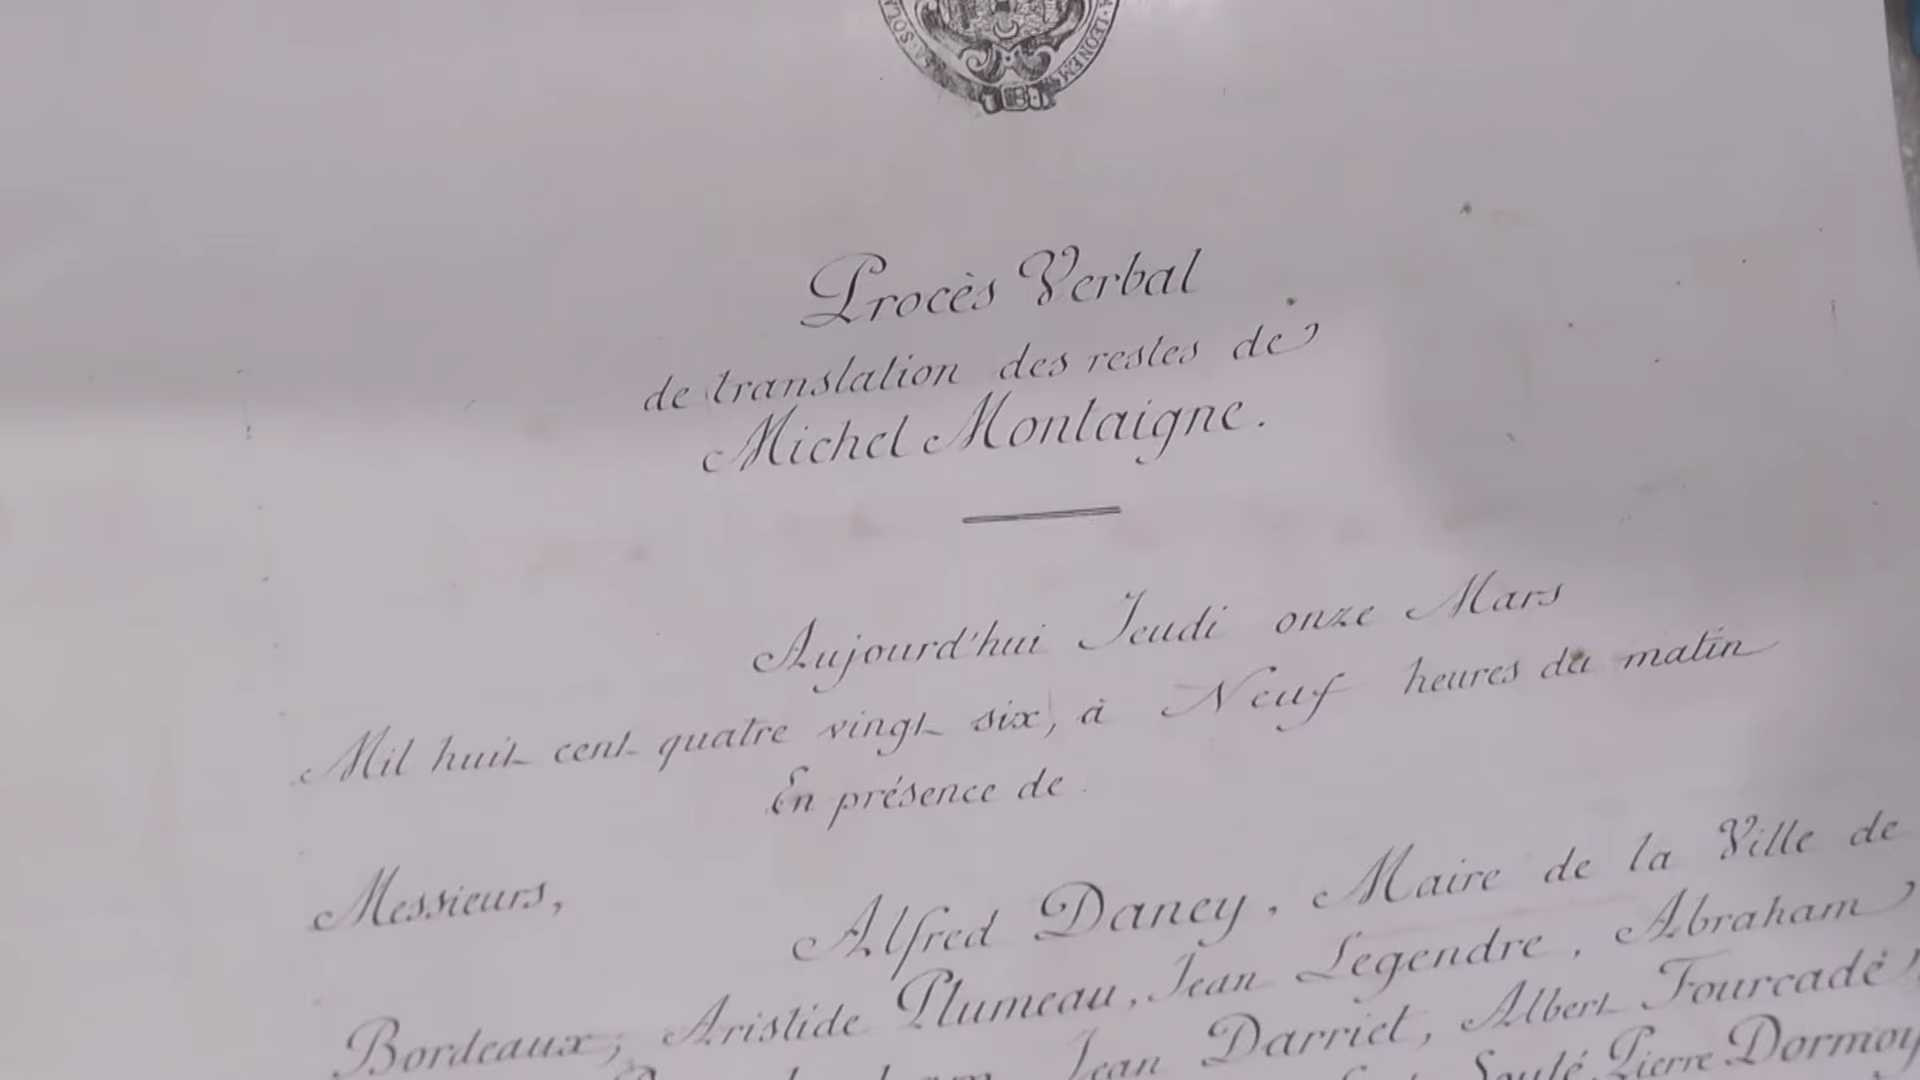 SOLA
LEONEM
Procès Verbal
de translation des restes de
Michel Montaigne.
Aujourd'hui Jeudi onze Mars
Mil huit cent quatre vingt six, à Neuf heures du matin
En présence de
Messieurs,
Alfred Daney, Maire de la Ville de
Bordeaux; Aristide Plumeau, Jean Legendre, Abraham
Jean Darriet, Albert Fourcadé,
Soulé, Pierre Dormoy